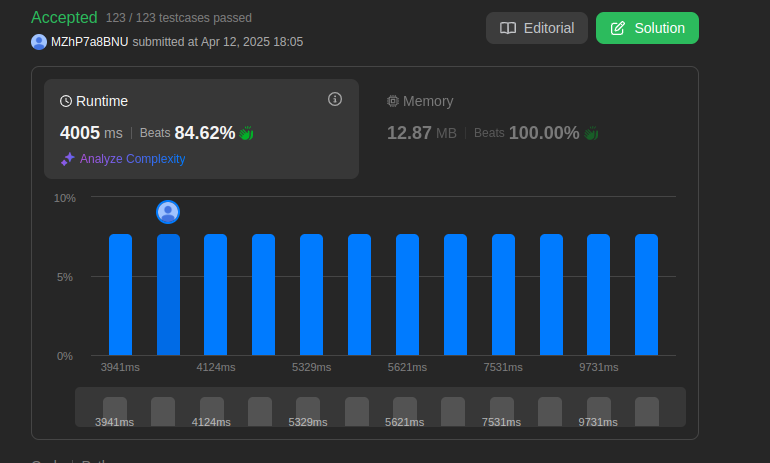 Accepted 123 / 123 testcases passed
MZhP7a8BNU submitted at Apr 12, 2025 18:05
Editorial
Solution
Runtime
4005 ms | Beats 84.62%
Analyze Complexity
Memory
12.87 MB | Beats 100.00%
10%
5%
0%
3941ms 4124ms 5329ms 5621ms 7531ms 9731ms
3941ms 4124ms 5329ms 5621ms 7531ms 9731ms